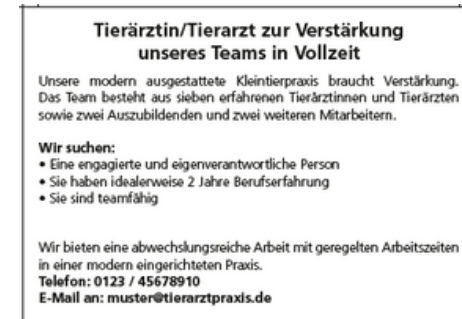 Tierärztin/Tierarzt zur Verstärkung
unseres Teams in Vollzeit
Unsere modern ausgestattete Kleintierpraxis braucht Verstärkung.
Das Team besteht aus sieben erfahrenen Tierärztinnen und Tierärzten
sowie zwei Auszubildenden und zwei weiteren Mitarbeitern.
Wir suchen:
• Eine engagierte und eigenverantwortliche Person
• Sie haben idealerweise 2 Jahre Berufserfahrung
• Sie sind teamfähig
Wir bieten eine abwechslungsreiche Arbeit mit geregelten Arbeitszeiten
in einer modern eingerichteten Praxis.
Telefon: 0123 / 45678910
E-Mail an: muster@tierarztpraxis.de